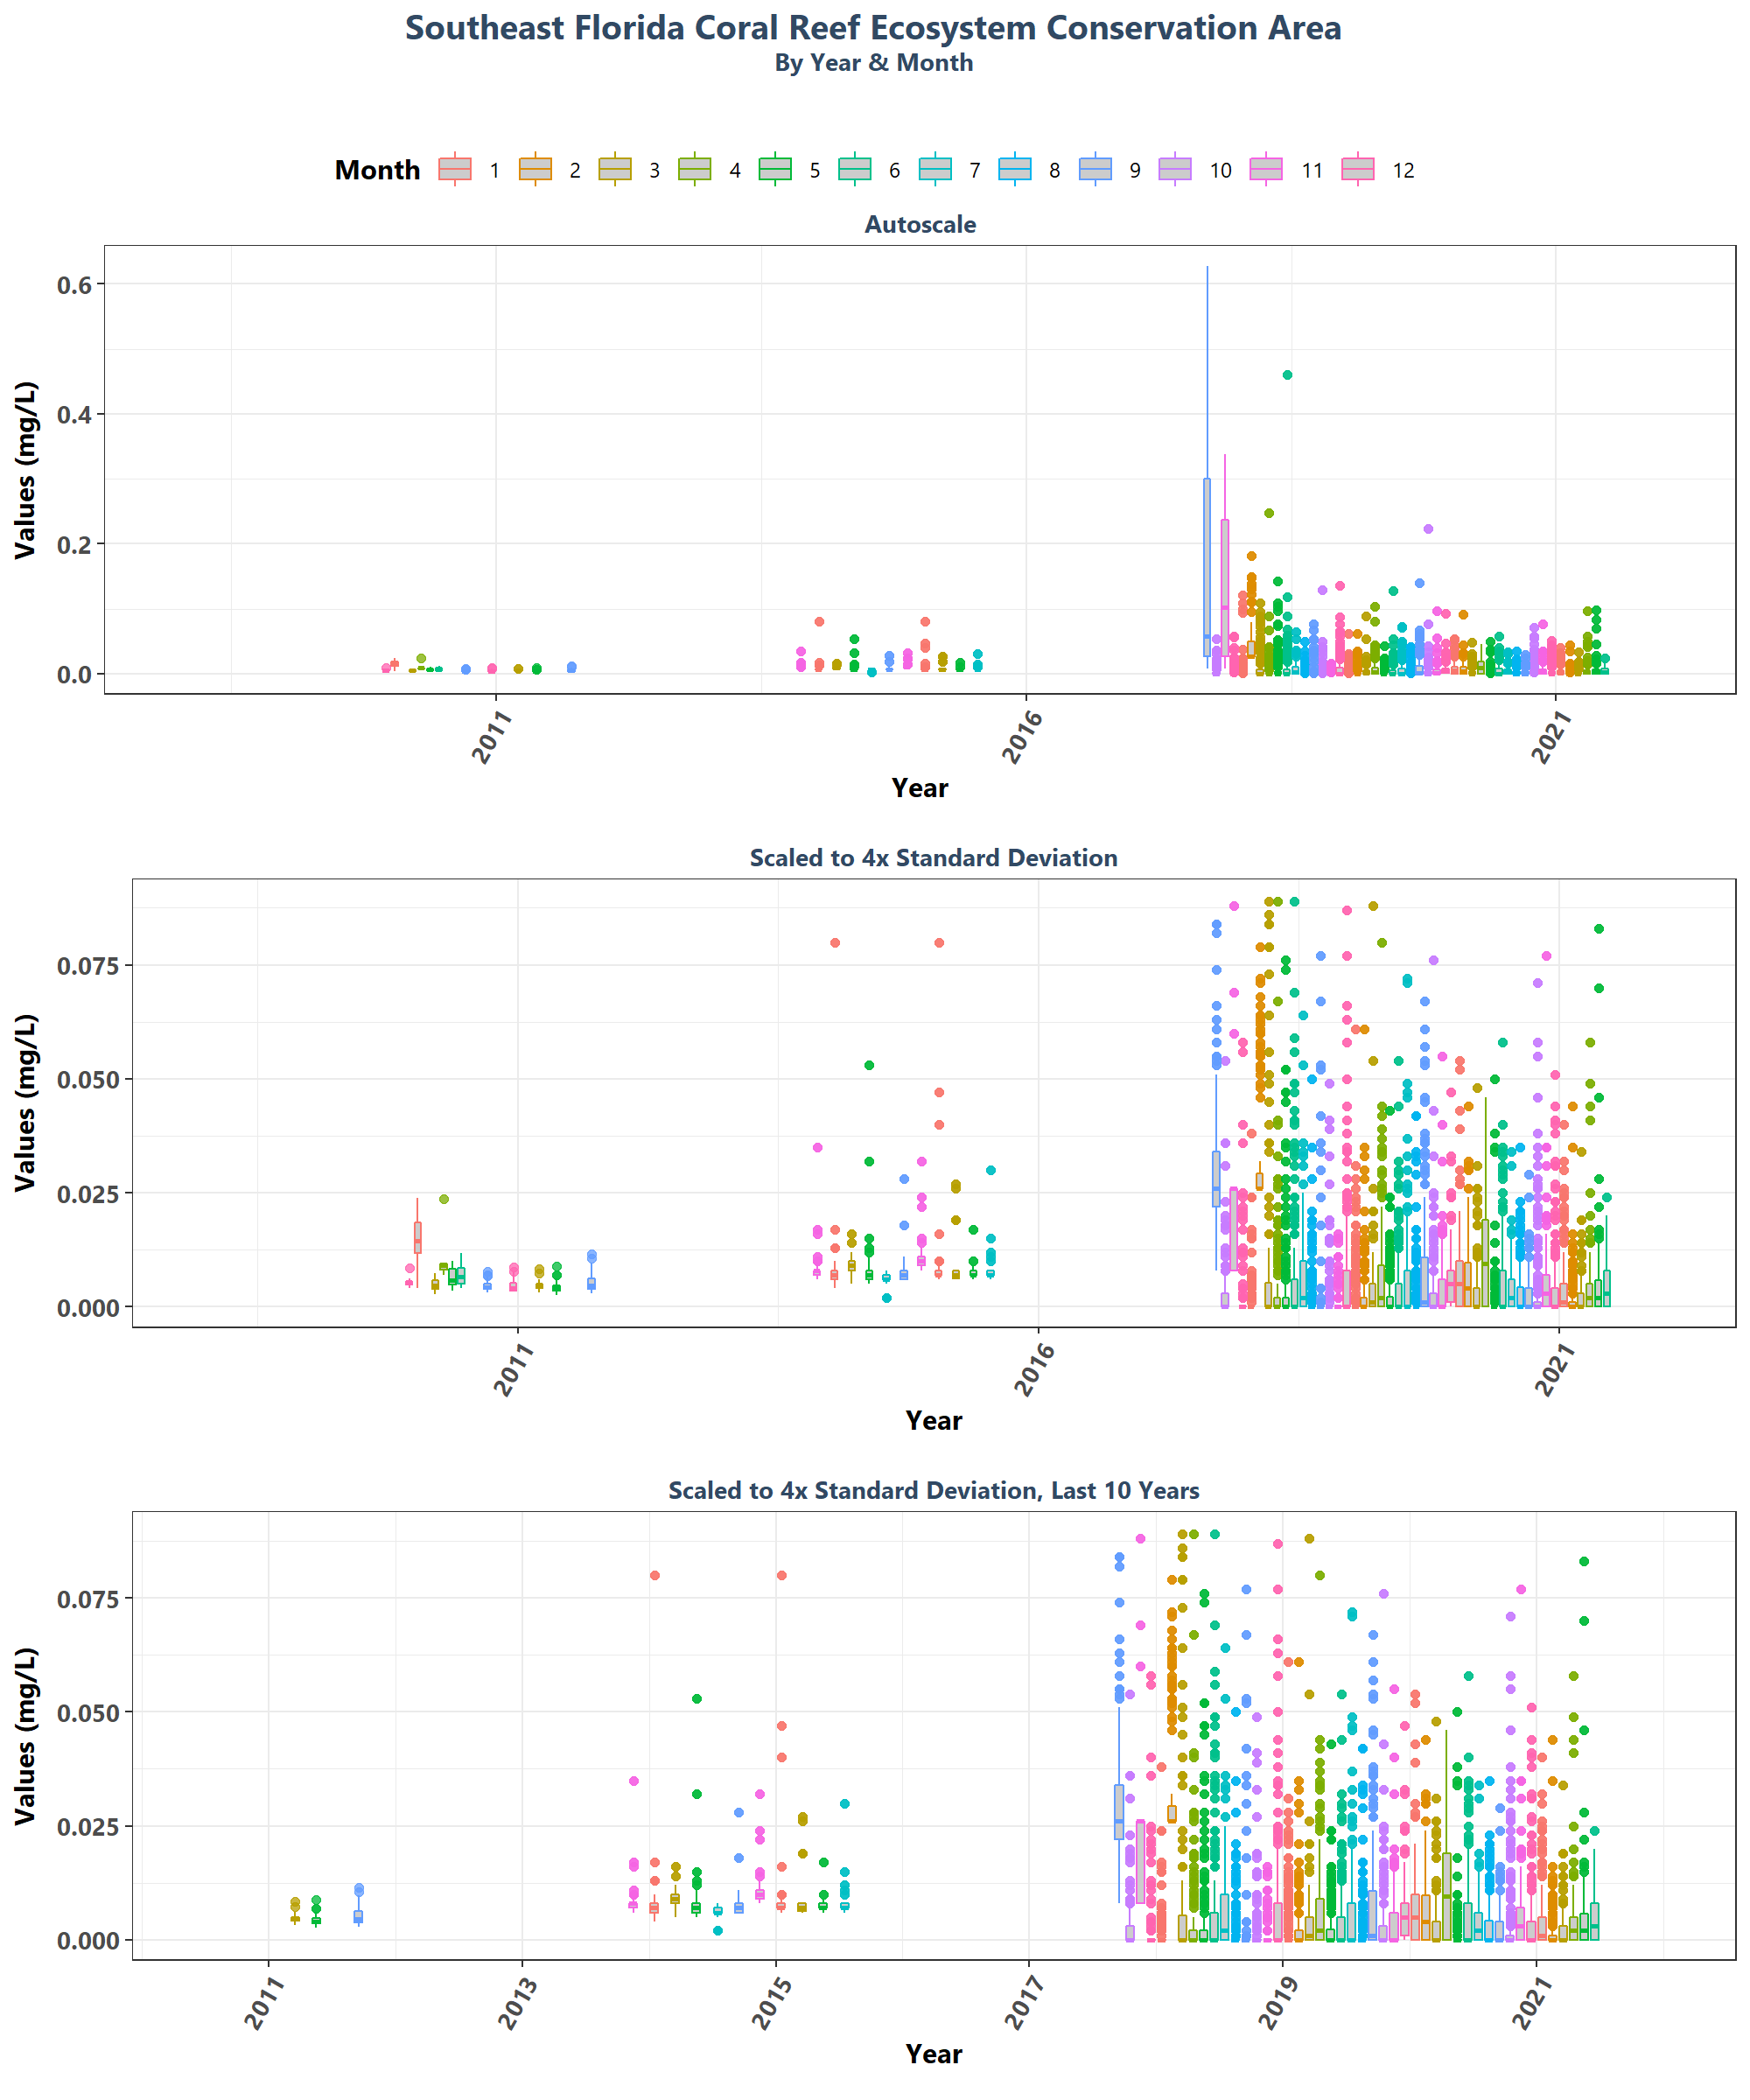 Southeast Florida Coral Reef Ecosystem Conservation Area
By Year & Month
Month 1 2 3 4 5 6 7 8 9 10 11 12
Autoscale
Values (mg/L)
0.6
0.4
0.2
0.0
2011 2016 2021
Year
Scaled to 4x Standard Deviation
Values (mg/L)
0.075
0.050
0.025
0.000
2011 2016 2021
Year
Scaled to 4x Standard Deviation, Last 10 Years
Values (mg/L)
0.075
0.050
0.025
0.000
2011 2013 2015 2017 2019 2021
Year